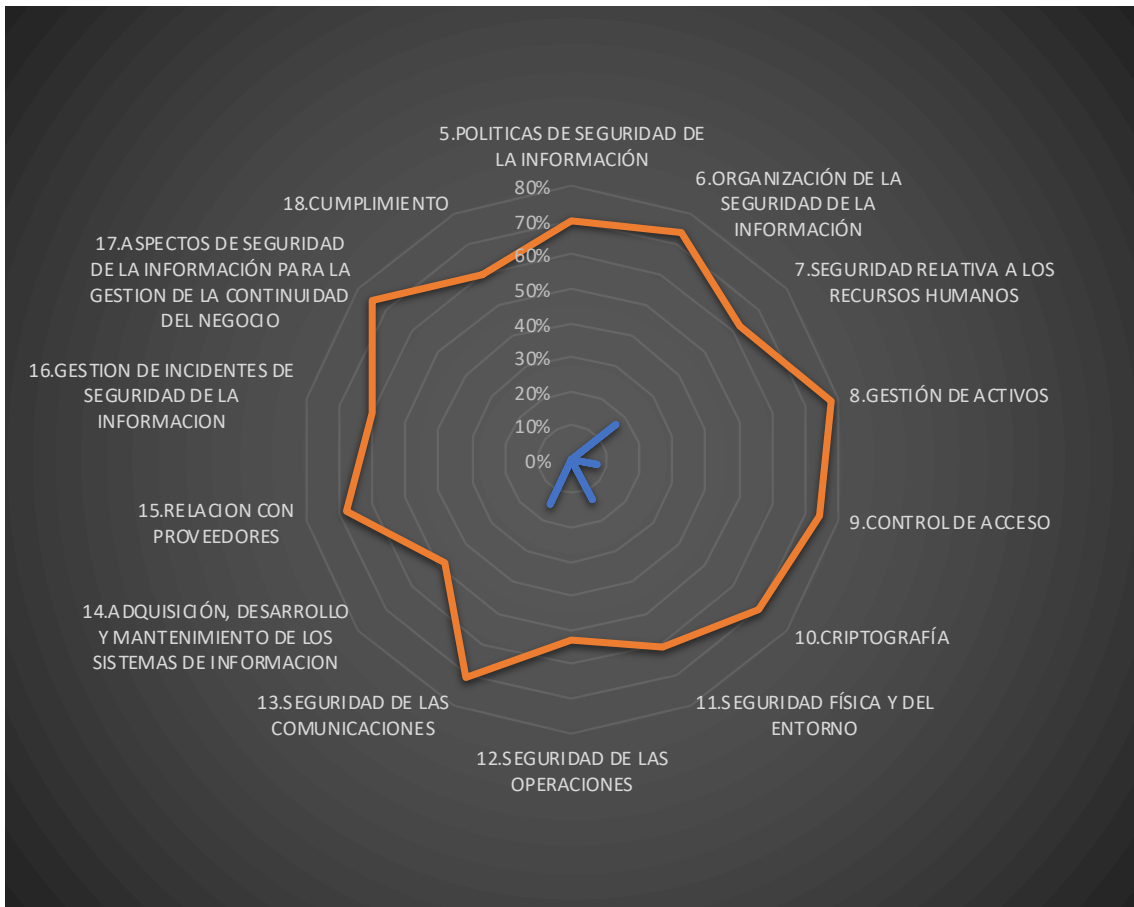 5.POLITICAS DE SEGURIDAD DE
LA INFORMACIÓN
6.ORGANIZACIÓN DE LA
SEGURIDAD DE LA
INFORMACIÓN
7.SEGURIDAD RELATIVA A LOS
RECURSOS HUMANOS
8.GESTIÓN DE ACTIVOS
9.CONTROL DE ACCESO
10.CRIPTOGRAFÍA
11.SEGURIDAD FÍSICA Y DEL
ENTORNO
12.SEGURIDAD DE LAS
OPERACIONES
13.SEGURIDAD DE LAS
COMUNICACIONES
14.ADQUISICIÓN, DESARROLLO
Y MANTENIMIENTO DE LOS
SISTEMAS DE INFORMACION
15.RELACION CON
PROVEEDORES
16.GESTION DE INCIDENTES DE
SEGURIDAD DE LA
INFORMACION
17.ASPECTOS DE SEGURIDAD
DE LA INFORMACIÓN PARA LA
GESTION DE LA CONTINUIDAD
DEL NEGOCIO
18.CUMPLIMIENTO
80%
70%
60%
50%
40%
30%
20%
10%
0%